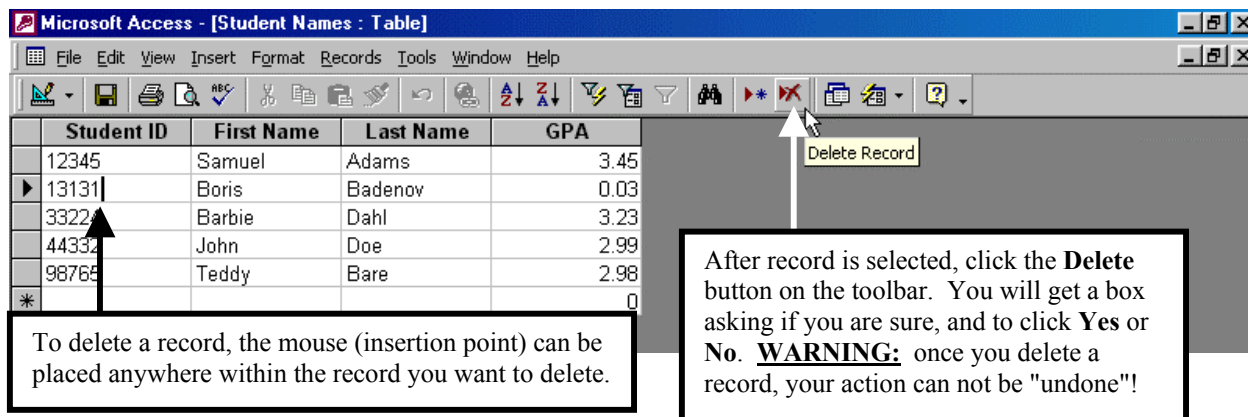 Microsoft Access - [Student Names : Table]
File Edit View Insert Format Records Tools Window Help
Student ID First Name Last Name GPA
Delete Record
12345 Samuel Adams 3.45
13131 Boris Badenov 0.03
Barbie Dahl 3.23
44332 John Doe 2.99
98765 Teddy Bare 2.98
0
To delete a record, the mouse (insertion point) can be
placed anywhere within the record you want to delete.
After record is selected, click the Delete
button on the toolbar. You will get a box
asking if you are sure, and to click Yes or
No. WARNING: once you delete a
record, your action can not be "undone"!